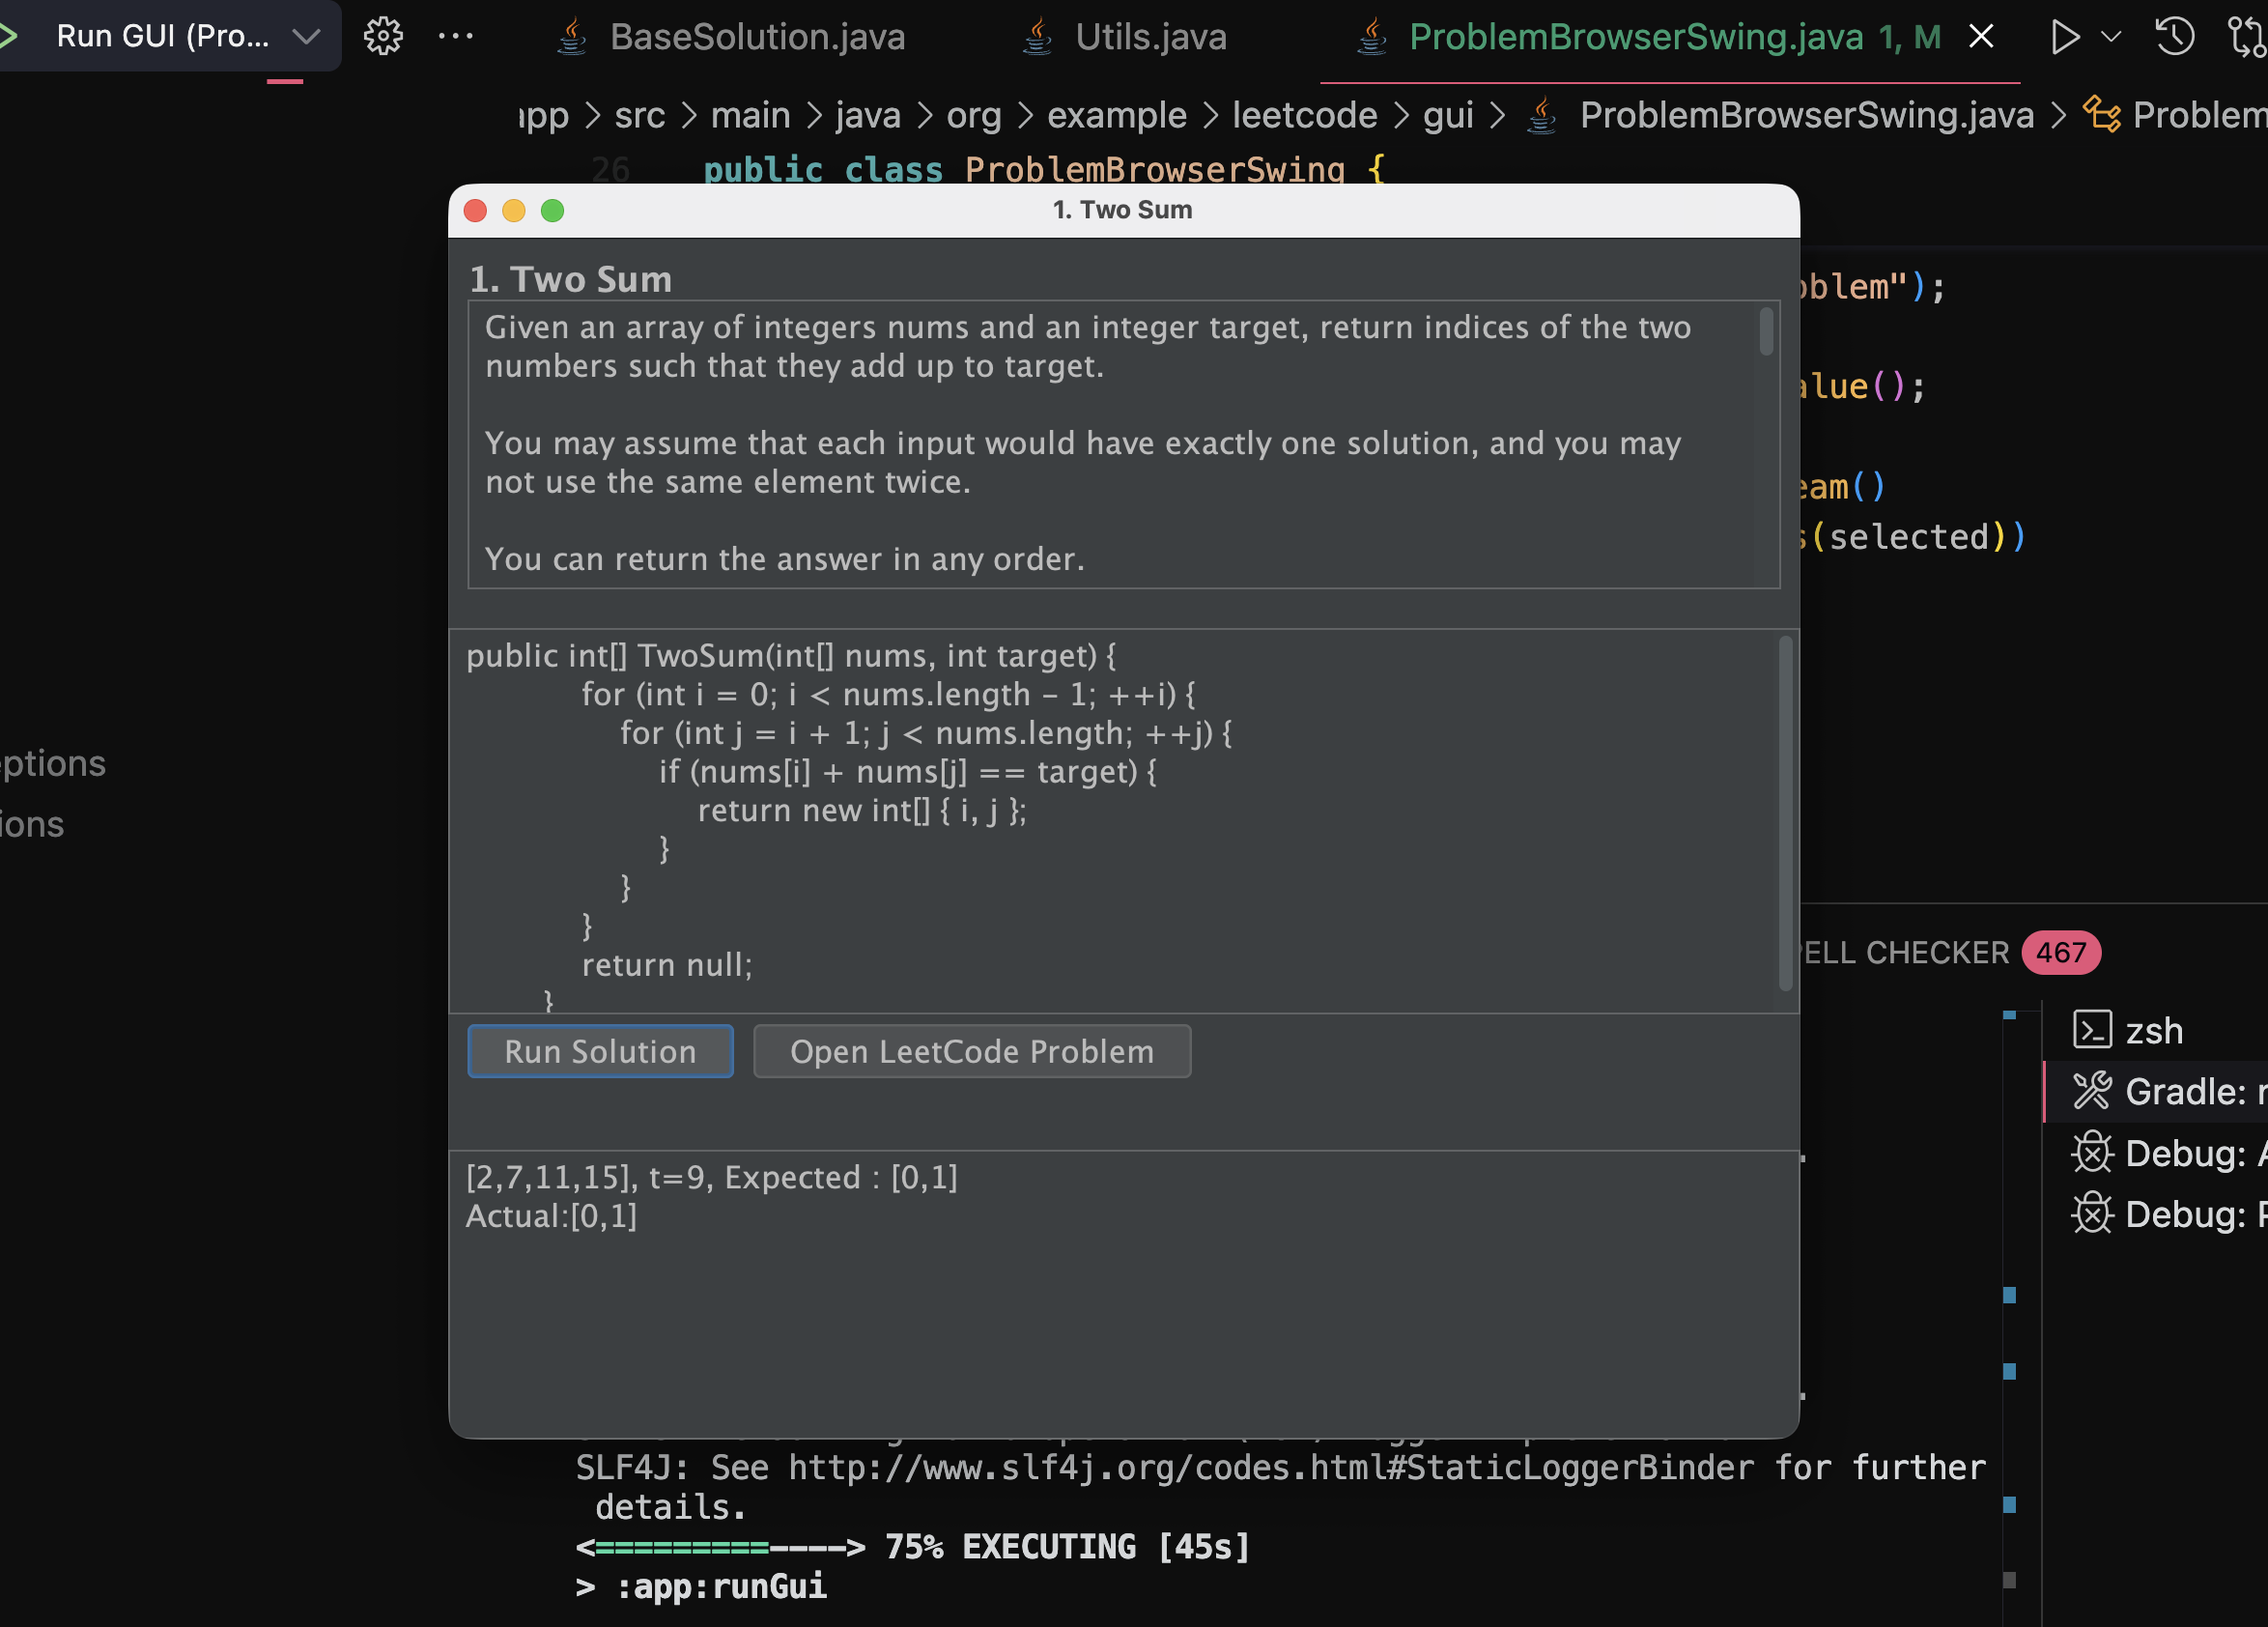 Run GUI (Pro...
BaseSolution.java
Utils.java
ProblemBrowserSwing.java 1, M
app > src > main > java > org > example > leetcode > gui > ProblemBrowserSwing.java > Problem
26 public class ProblemBrowserSwing {
oblem");
alue();
eam()
s(selected))
1. Two Sum
1. Two Sum
Given an array of integers nums and an integer target, return indices of the two
numbers such that they add up to target.
You may assume that each input would have exactly one solution, and you may
not use the same element twice.
You can return the answer in any order.
public int[] TwoSum(int[] nums, int target) {
for (int i = 0; i < nums.length - 1; ++i) {
for (int j = i + 1; j < nums.length; ++j) {
if (nums[i] + nums[j] == target) {
return new int[] { i, j };
}
}
}
return null;
}
Run Solution
Open LeetCode Problem
[2,7,11,15], t=9, Expected : [0,1]
Actual:[0,1]
ptions
ions
PELL CHECKER 467
zsh
Gradle: r
Debug: A
Debug: P
SLF4J: See http://www.slf4j.org/codes.html#StaticLoggerBinder for further
details.
<=========----> 75% EXECUTING [45s]
> :app:runGui